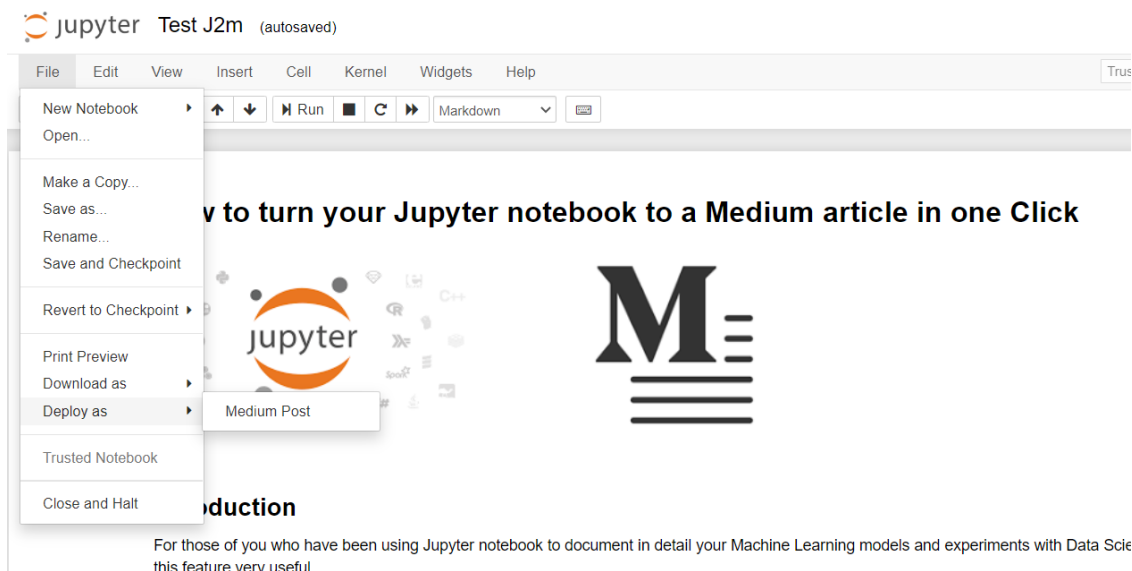 jupyter Test J2m (autosaved)
File Edit View Insert Cell Kernel Widgets Help
New Notebook
Run
Markdown
Open...
Make a Copy...
Save as...
to turn your Jupyter notebook to a Medium article in one Click
Rename...
Save and Checkpoint
C++
R
Revert to Checkpoint
jupyter
M
Print Preview
Spark
Download as
#
Deploy as
Medium Post
Trusted Notebook
Close and Halt
duction
For those of you who have been using Jupyter notebook to document in detail your Machine Learning models and experiments with Data
this feature very useful